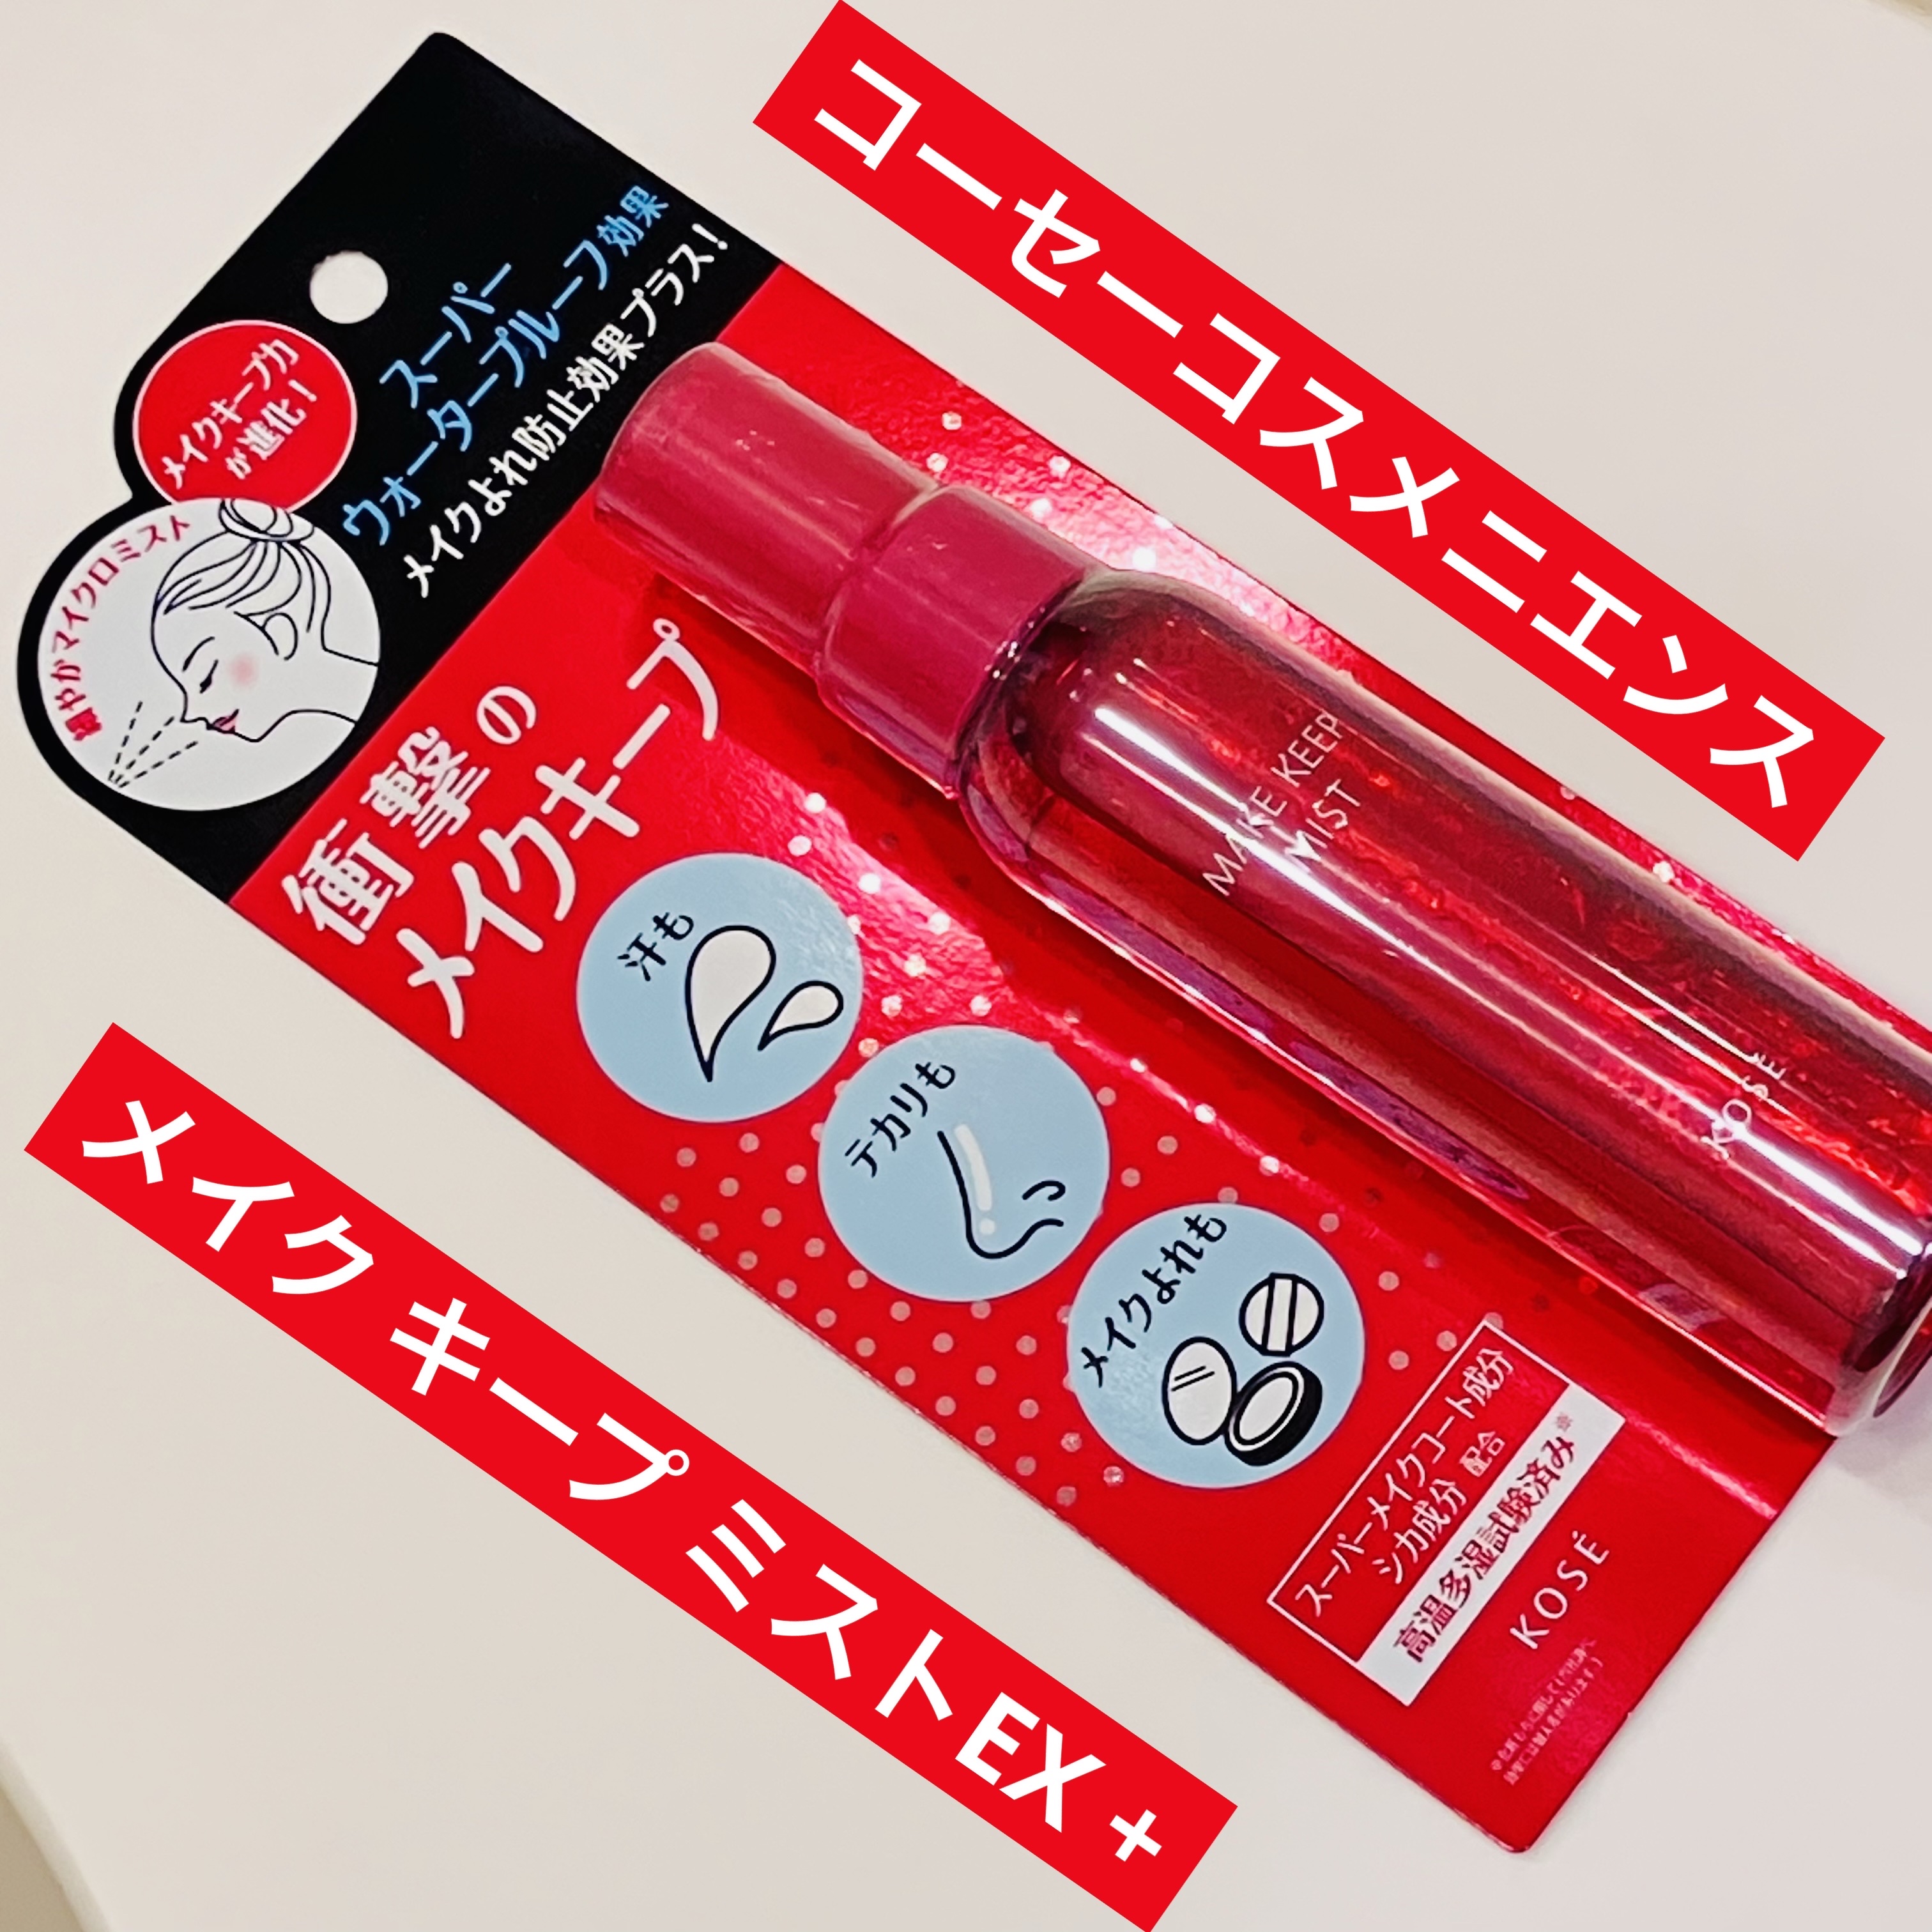 コーセーコスメニエンス
スーパー
ウォータープルーフ効果
メイクよれ防止効果プラス!
メイクキープ力
が進化!
細やかマイクロミスト
衝撃の
メイクキープ
MAKE KEEP
MIST
KOSÉ
汗も
テカリも
メイクよれも
スーパーメイクコート成分
シカ成分 配合
高温多湿試験済み※
KOSÉ
メイク キープ ミストEX +